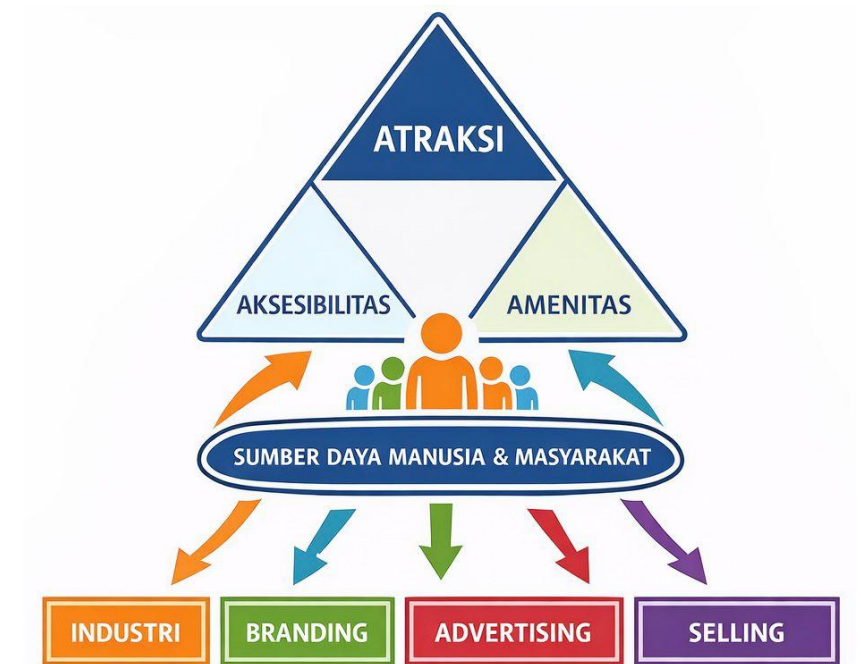 ATRAKSI
AKSESIBILITAS
AMENITAS
SUMBER DAYA MANUSIA & MASYARAKAT
INDUSTRI
BRANDING
ADVERTISING
SELLING